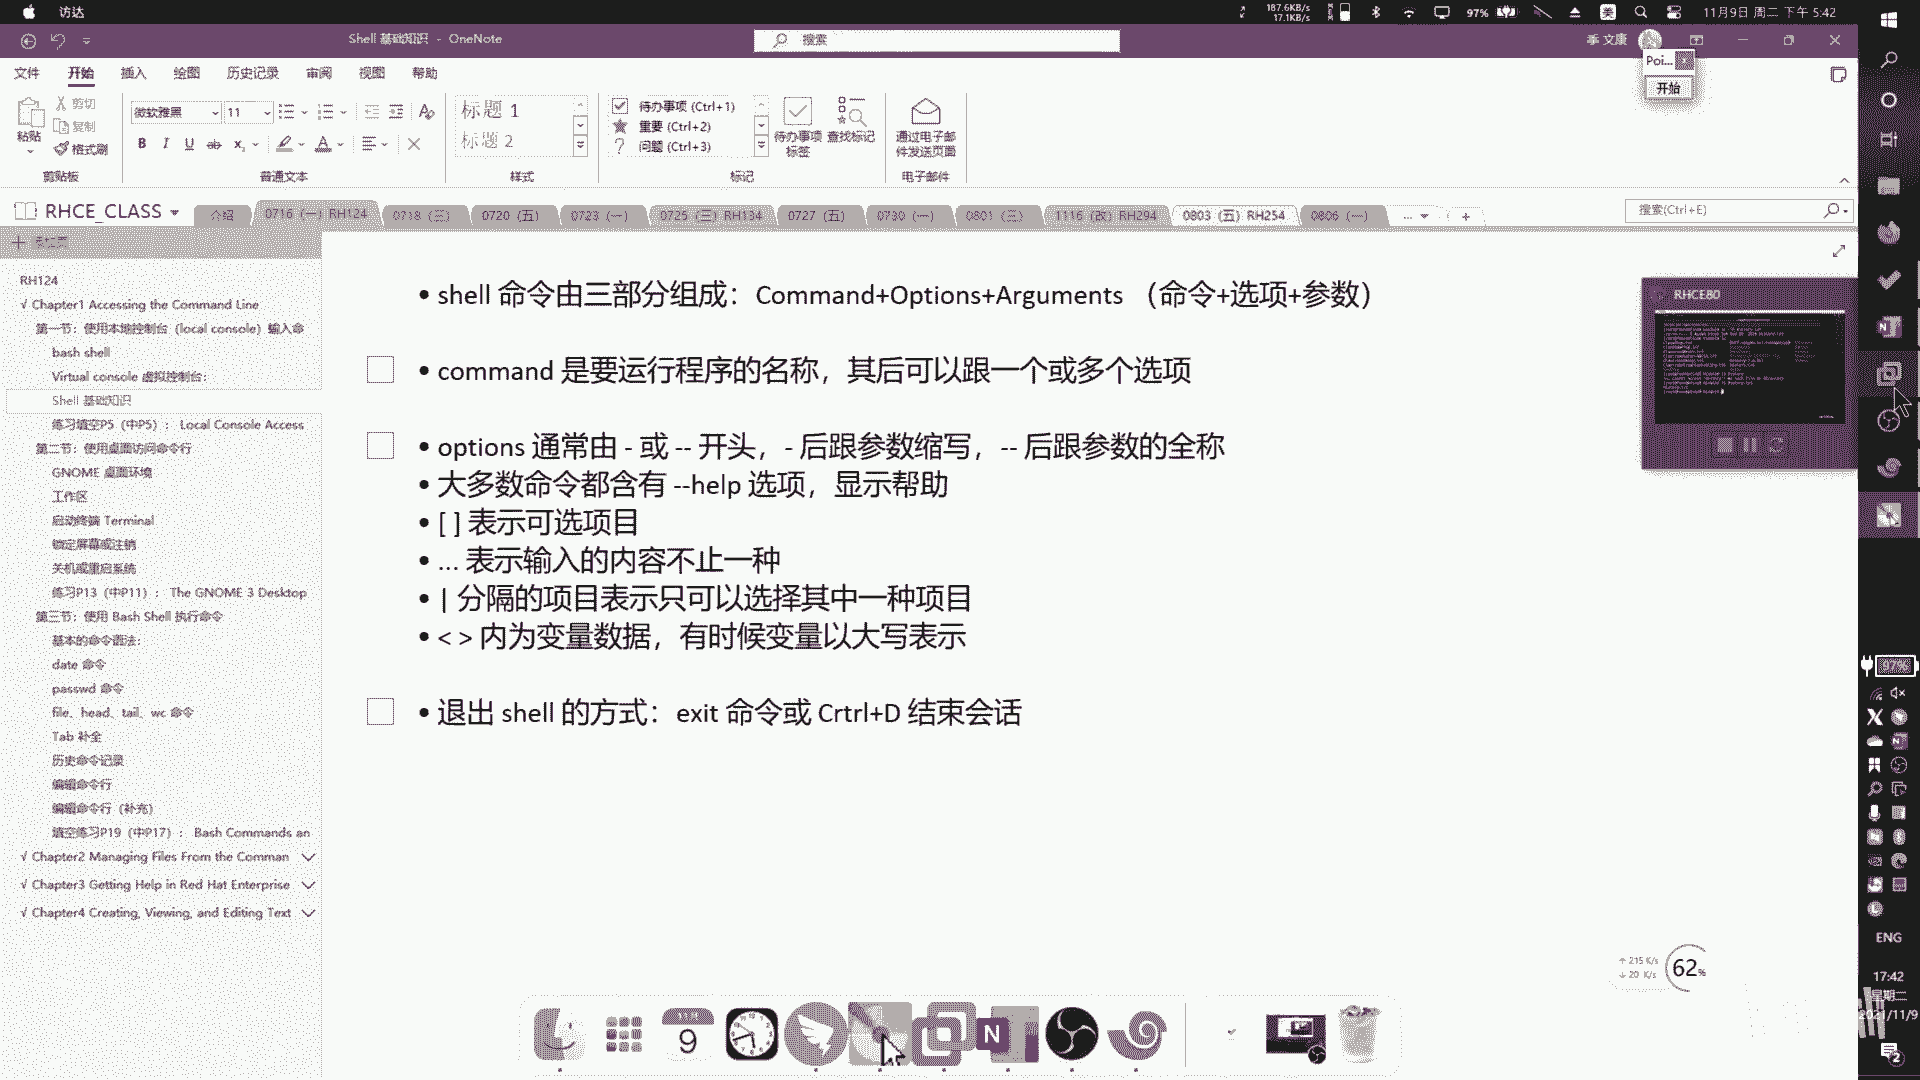 访达
187.6KB/s
17.1KB/s
97%
美
11月9日 周二 下午 5:42
Shell 基础知识 - OneNote
搜索
季 文康
文件 开始 插入 绘图 历史记录 审阅 视图 帮助
Poi...
开始
粘贴
剪切
复制
格式刷
剪贴板
微软雅黑 11
B I U ab x
普通文本
标题 1
标题 2
样式
待办事项 (Ctrl+1)
重要 (Ctrl+2)
问题 (Ctrl+3)
待办事项
标签
查找标记
标记
通过电子邮
件发送页面
电子邮件
RHCE_CLASS
介绍 0716 (一) RH124 0718 (三) 0720 (五) 0723 (一) 0725 (三) RH134 0727 (五) 0730 (一) 0801 (三) 1116 (改) RH294 0803 (五) RH254 0806 (一) ... +
搜索(Ctrl+E)
RH124
√ Chapter1 Accessing the Command Line
第一节：使用本地控制台（local console）输入命
bash shell
Virtual console 虚拟控制台：
Shell 基础知识
练习填空P5（中P5）： Local Console Access
第二节：使用桌面访问命令行
GNOME 桌面环境
工作区
启动终端 Terminal
锁定屏幕或注销
关机或重启系统
练习P13（中P11）： The GNOME 3 Desktop
第三节：使用 Bash Shell 执行命令
基本的命令语法：
date 命令
passwd 命令
file、head、tail、wc 命令
Tab 补全
历史命令记录
编辑命令行
编辑命令行（补充）
填空练习P19（中P17）： Bash Commands an
√ Chapter2 Managing Files From the Comman
√ Chapter3 Getting Help in Red Hat Enterprise
√ Chapter4 Creating, Viewing, and Editing Text
• shell 命令由三部分组成：Command+Options+Arguments （命令+选项+参数）
• command 是要运行程序的名称，其后可以跟一个或多个选项
• options 通常由 - 或 -- 开头，- 后跟参数缩写，-- 后跟参数的全称
• 大多数命令都含有 --help 选项，显示帮助
• [ ] 表示可选项目
• ... 表示输入的内容不止一种
• | 分隔的项目表示只可以选择其中一种项目
• < > 内为变量数据，有时候变量以大写表示
• 退出 shell 的方式：exit 命令或 Crtrl+D 结束会话
RHCE80
97%
ENG
17:42
星期二
2021/11/9
2
↑ 215 K/s
↓ 20 K/s
62%
9
N